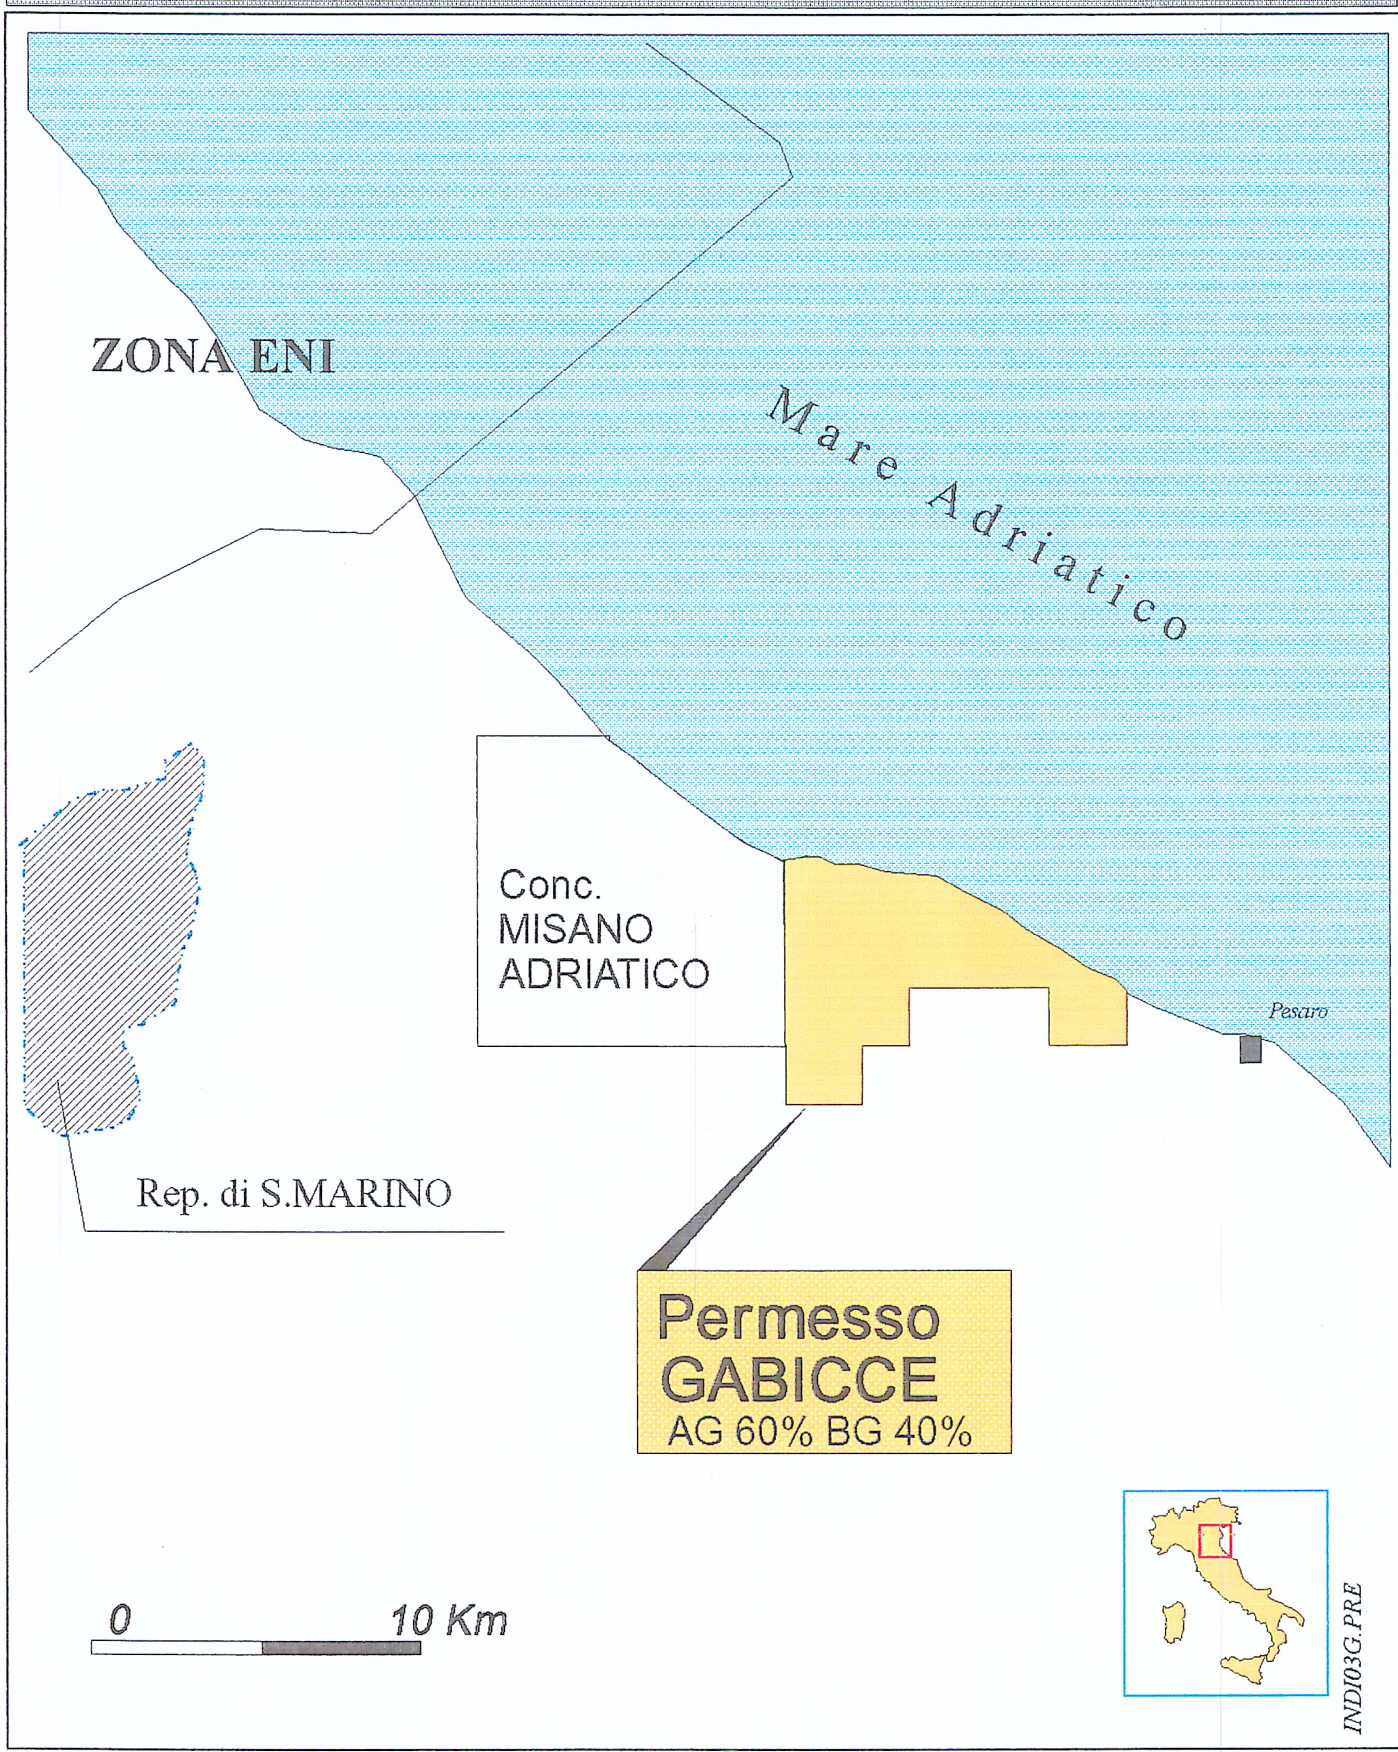 ZONA ENI
Mare Adriatico
Conc.
MISANO
ADRIATICO
Pesaro
Rep. di S.MARINO
Permesso
GABICCE
AG 60% BG 40%
0 10 Km
INDI03G.PRE